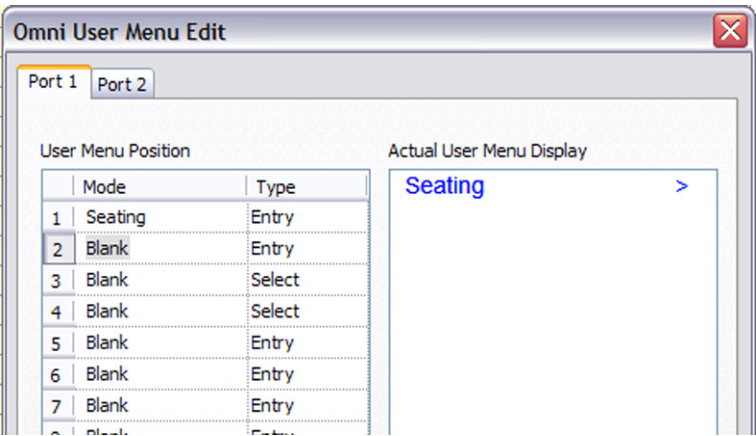 Omni User Menu Edit
Port 1 Port 2
User Menu Position Actual User Menu Display
Mode Type Seating >
1 Seating Entry
2 Blank Entry
3 Blank Select
4 Blank Select
5 Blank Entry
6 Blank Entry
7 Blank Entry